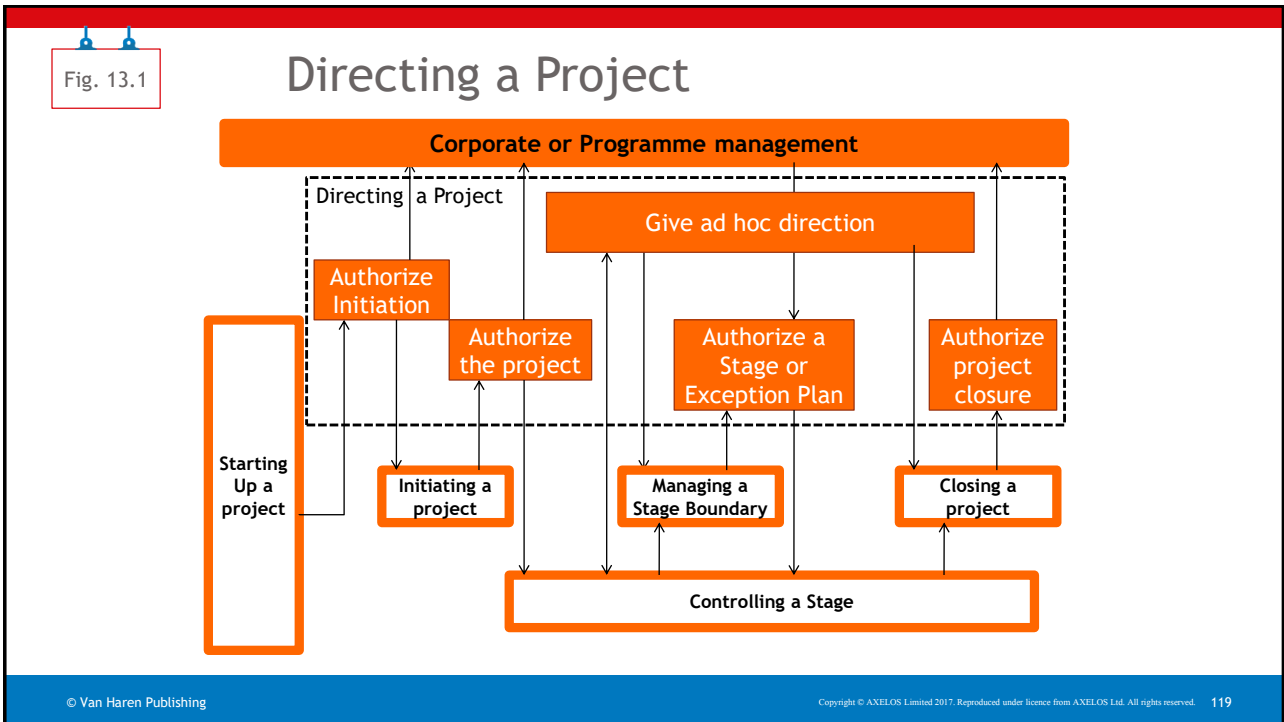 Fig. 13.1
Directing a Project
Corporate or Programme management
Directing a Project
Give ad hoc direction
Authorize
Initiation
Authorize
the project
Authorize a
Stage or
Exception Plan
Authorize
project
closure
Starting
Up a
project
Initiating a
project
Managing a
Stage Boundary
Closing a
project
Controlling a Stage
© Van Haren Publishing
Copyright © AXELOS Limited 2017. Reproduced under licence from AXELOS Ltd. All rights reserved. 119